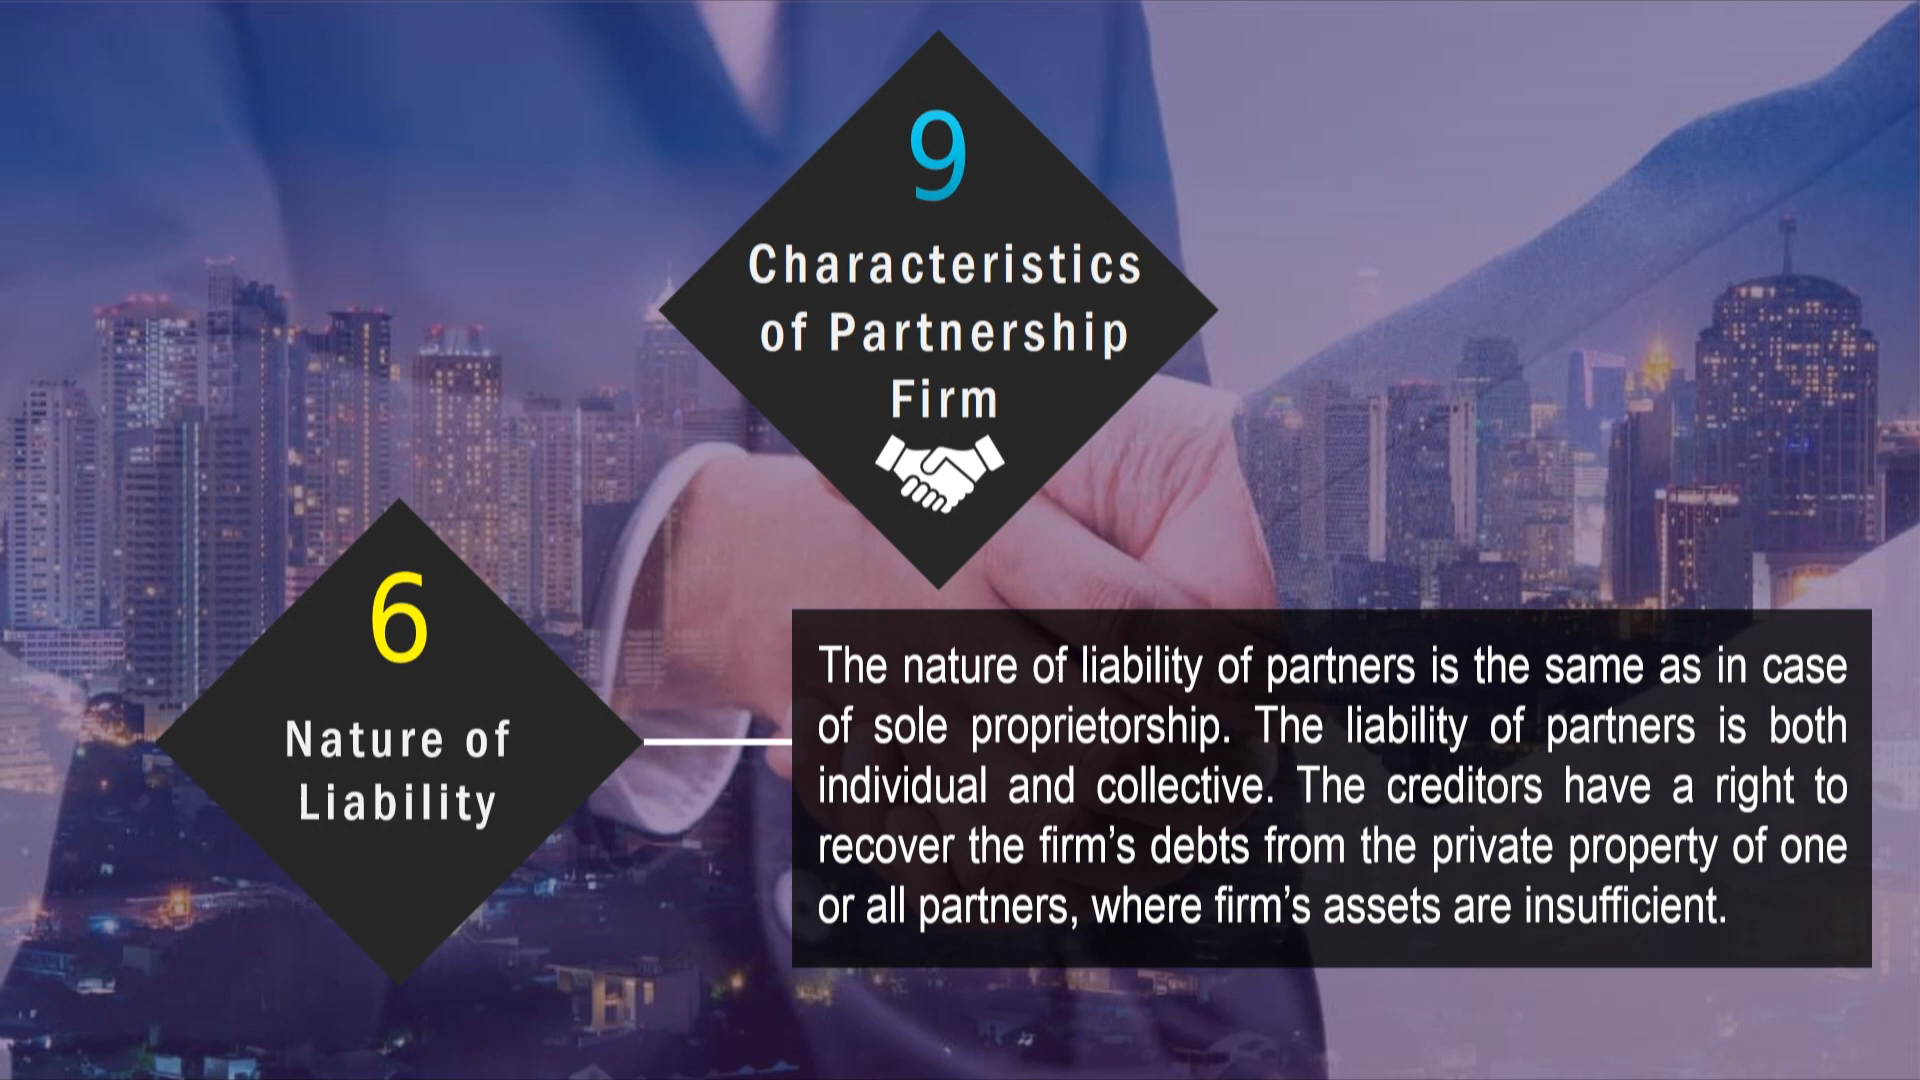 9
Characteristics
of Partnership
Firm
6
Nature of
Liability
The nature of liability of partners is the same as in case
of sole proprietorship. The liability of partners is both
individual and collective. The creditors have a right to
recover the firm’s debts from the private property of one
or all partners, where firm’s assets are insufficient.